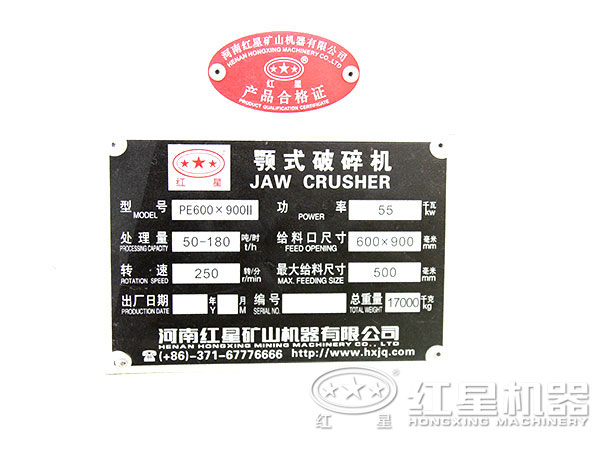 河南红星矿山机器有限公司
HENAN HONGXING MACHINERY CO.,LTD
®
红 星
产品合格证
PRODUCT QUALIFICATION CERTIFICATE
红 星
颚式破碎机
JAW CRUSHER
型 号 PE600×900II 功 率 55 千瓦
MODEL POWER kw
处理量 50-180 吨/时 给料口尺寸 600×900 毫米
PROCESSING CAPACITY t/h FEED OPENING mm
转 速 250 转/分 最大给料尺寸 500 毫米
ROTATION SPEED r/min MAX. FEEDING SIZE mm
出厂日期 年 月 编号 总重量 17000 千克
PRODUCTION DATE Y M SERIAL NO. TOTAL WEIGHT kg
河南红星矿山机器有限公司
HENAN HONGXING MINING MACHINERY CO., LTD
☎(+86)-371-67776666 http://www.hxjq.com
® 红星机器
红 星 HONGXING MACHINERY